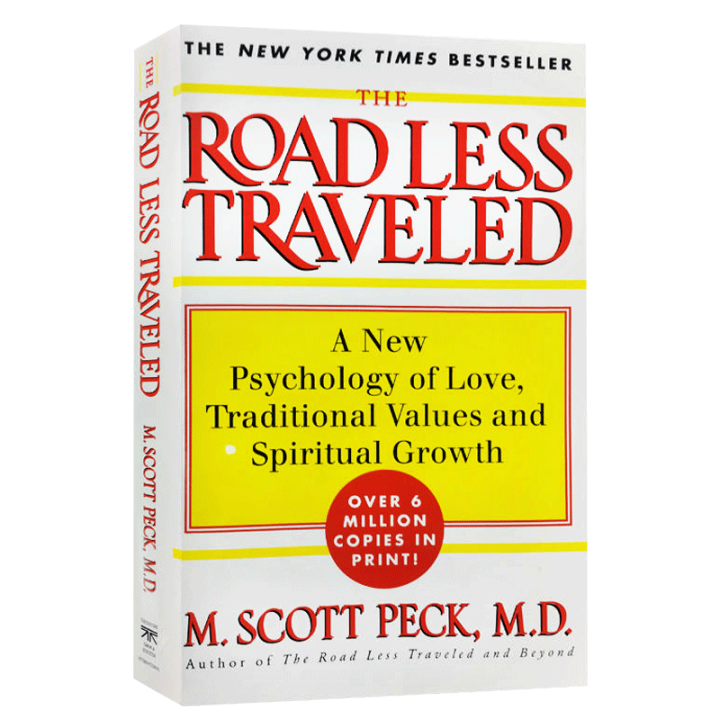 THE NEW YORK TIMES BESTSELLER
THE
ROAD LESS
TRAVELED
A New
Psychology of Love,
Traditional Values and
Spiritual Growth
OVER 6
MILLION
COPIES IN
PRINT!
M. SCOTT PECK, M.D.
Author of The Road Less Traveled and Beyond
THE ROAD LESS TRAVELED
M. SCOTT PECK, M.D.